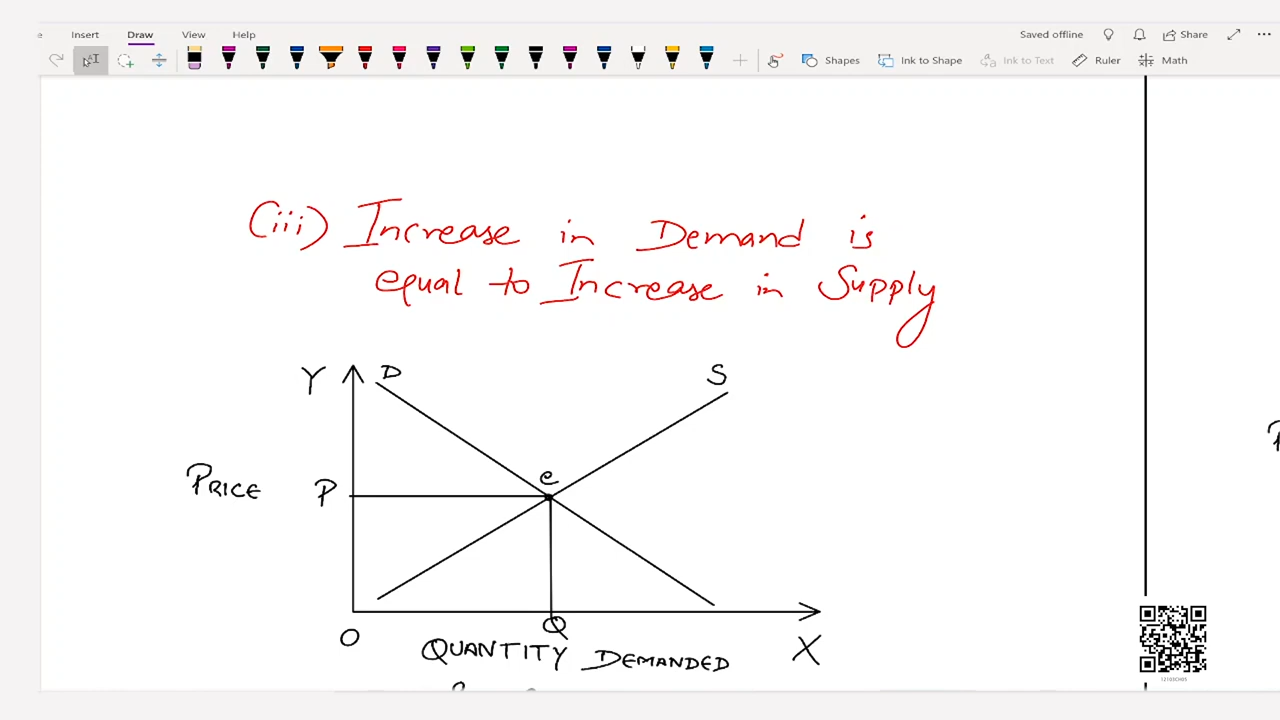 Insert Draw View Help Saved offline Share
Shapes Ink to Shape Ink to Text Ruler Math
(iii) Increase in Demand is
equal to Increase in Supply
Y D S
e
PRICE P
O Q X
QUANTITY DEMANDED
12103CH05